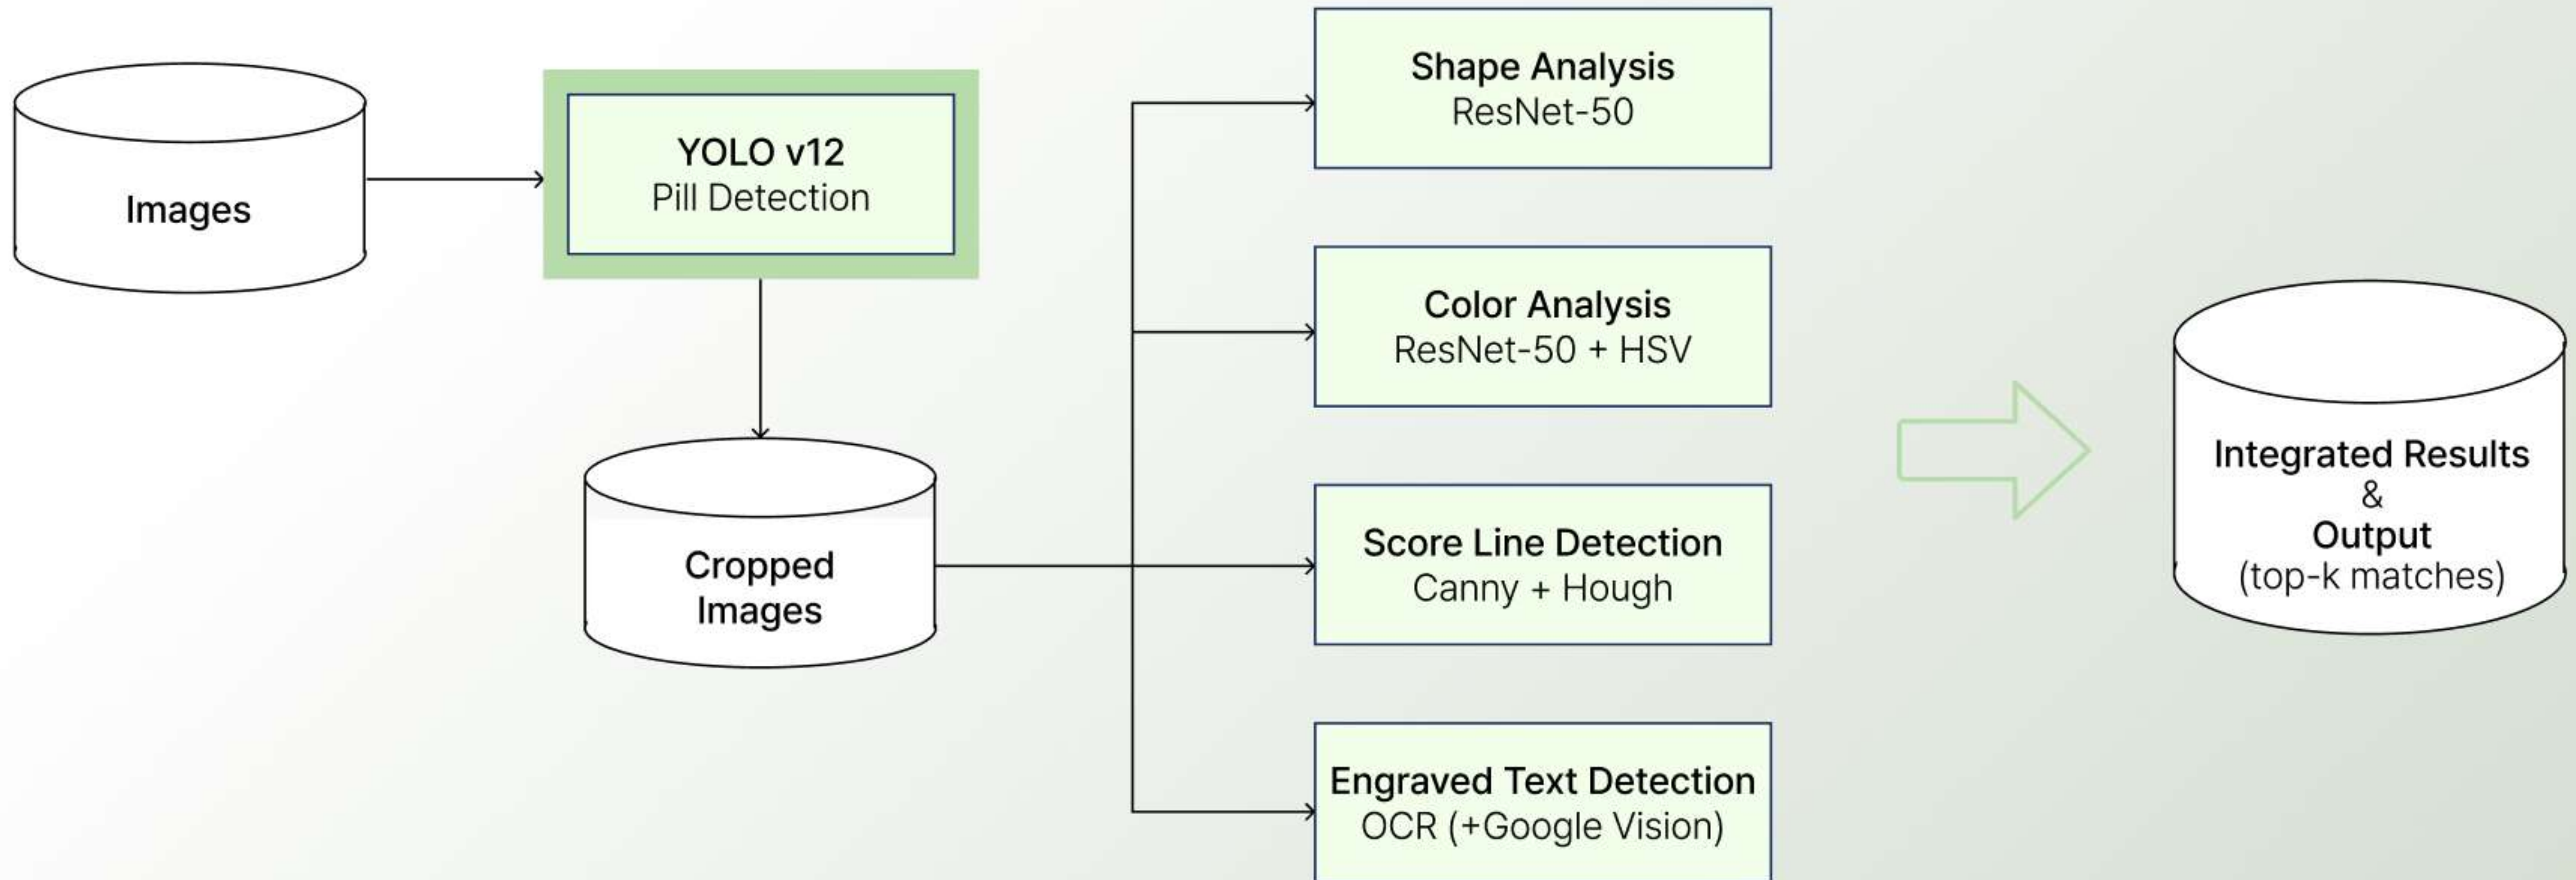 Images
YOLO v12
Pill Detection
Cropped
Images
Shape Analysis
ResNet-50
Color Analysis
ResNet-50 + HSV
Score Line Detection
Canny + Hough
Engraved Text Detection
OCR (+Google Vision)
Integrated Results
&
Output
(top-k matches)